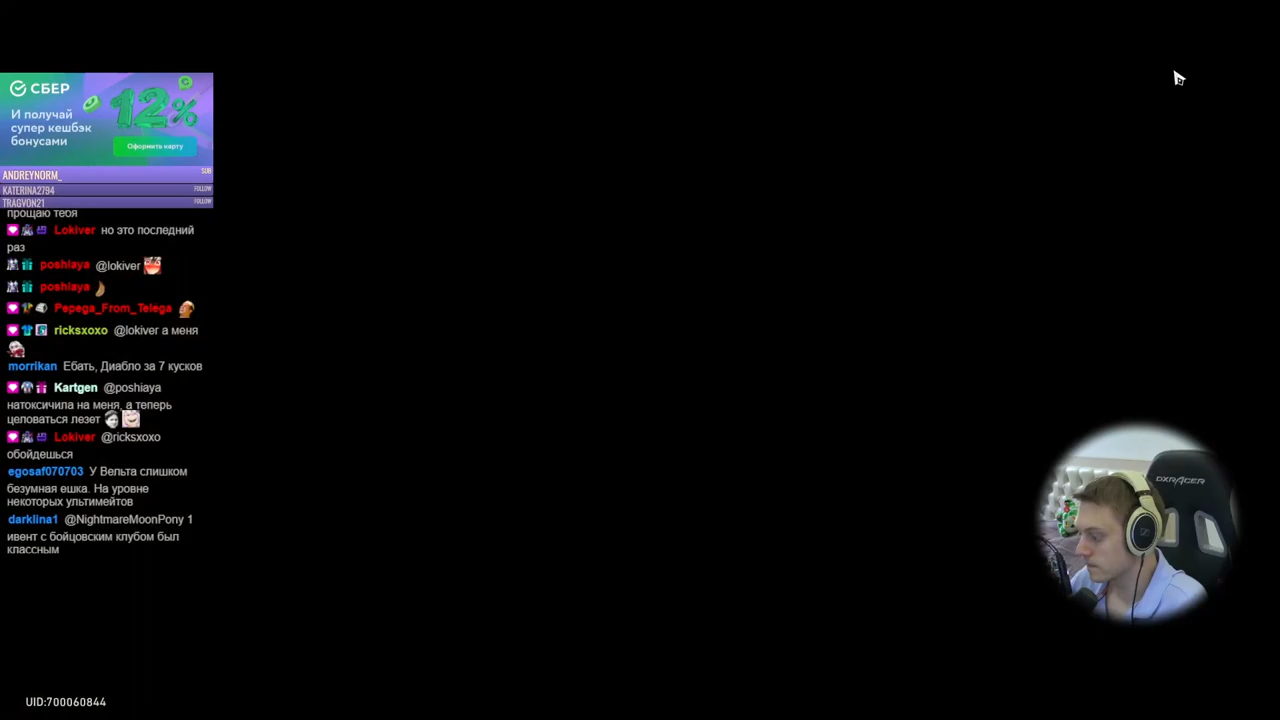 СБЕР
12%
И получай
супер кешбэк
бонусами
Оформить карту
ANDREYNORM_ SUB
KATERINA2794 FOLLOW
TRAGVON21 FOLLOW
прощаю тебя
Lokiver но это последний
раз
poshlaya @lokiver
poshlaya
Pepega_From_Telega
ricksxoxo @lokiver а меня
morrikan Ебать, Диабло за 7 кусков
Kartgen @poshlaya
натоксичила на меня, а теперь
целоваться лезет
Lokiver @ricksxoxo
обойдешься
egosaf070703 У Вельта слишком
безумная ешка. На уровне
некоторых ультимейтов
darklina1 @NightmareMoonPony 1
ивент с бойцовским клубом был
классным
DXRACER
UID:700060844